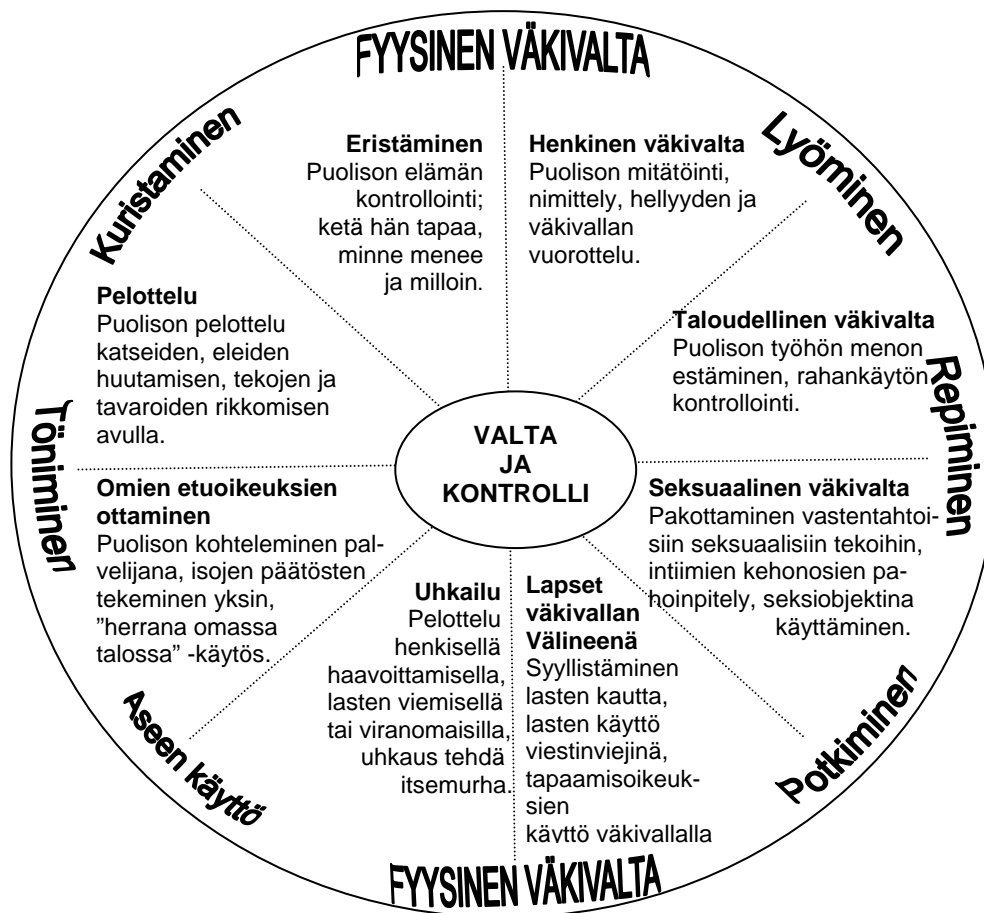 FYYSINEN VÄKIVALTA
Kuristaminen
Lyöminen
Eristäminen
Puolison elämän
kontrollointi;
ketä hän tapaa,
minne menee
ja milloin.
Henkinen väkivalta
Puolison mitätöinti,
nimittely, hellyyden ja
väkivallan
vuorottelu.
Pelottelu
Puolison pelottelu
katseiden, eleiden
huutamisen, tekojen ja
tavaroiden rikkomisen
avulla.
Taloudellinen väkivalta
Puolison työhön menon
estäminen, rahankäytön
kontrollointi.
Töniminen
Repiminen
VALTA
JA
KONTROLLI
Omien etuoikeuksien
ottaminen
Puolison kohteleminen pal-
velijana, isojen päätösten
tekeminen yksin,
”herrana omassa
talossa” -käytös.
Seksuaalinen väkivalta
Pakottaminen vastentahtoi-
siin seksuaalisiin tekoihin,
intiimien kehonosien pa-
hoinpitely, seksiobjektina
käyttäminen.
Uhkailu
Pelottelu
henkisellä
haavoittamisella,
lasten viemisellä
tai viranomaisilla,
uhkaus tehdä
itsemurha.
Lapset
väkivallan
Välineenä
Syyllistäminen
lasten kautta,
lasten käyttö
viestinviejinä,
tapaamisoikeuk-
sien
käyttö väkivallalla
Aseen käyttö
Potkiminen
FYYSINEN VÄKIVALTA